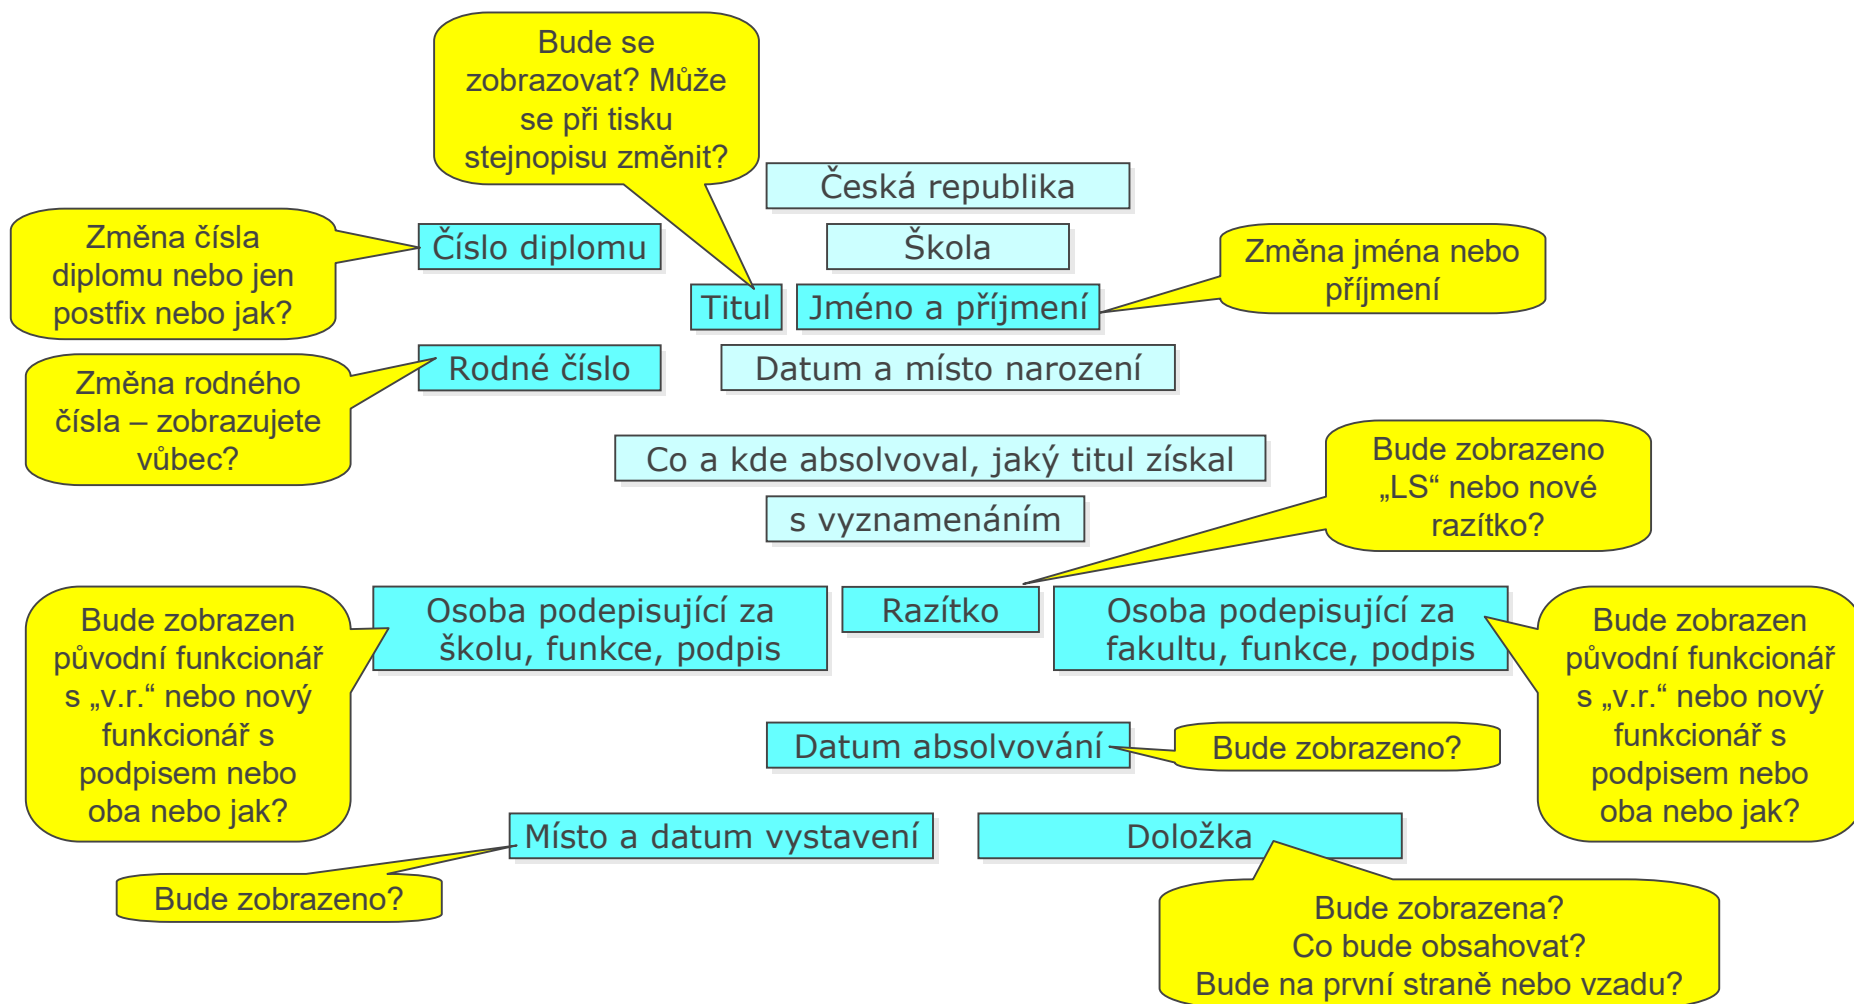 Bude se
zobrazovat? Může
se při tisku
stejnopisu změnit?
Česká republika
Změna čísla
diplomu nebo jen
postfix nebo jak?
Číslo diplomu
Škola
Změna jména nebo
příjmení
Titul
Jméno a příjmení
Změna rodného
čísla – zobrazujete
vůbec?
Rodné číslo
Datum a místo narození
Co a kde absolvoval, jaký titul získal
Bude zobrazeno
„LS“ nebo nové
razítko?
s vyznamenáním
Bude zobrazen
původní funkcionář
s „v.r.“ nebo nový
funkcionář s
podpisem nebo
oba nebo jak?
Osoba podepisující za
školu, funkce, podpis
Razítko
Osoba podepisující za
fakultu, funkce, podpis
Bude zobrazen
původní funkcionář
s „v.r.“ nebo nový
funkcionář s
podpisem nebo
oba nebo jak?
Datum absolvování
Bude zobrazeno?
Místo a datum vystavení
Doložka
Bude zobrazeno?
Bude zobrazena?
Co bude obsahovat?
Bude na první straně nebo vzadu?